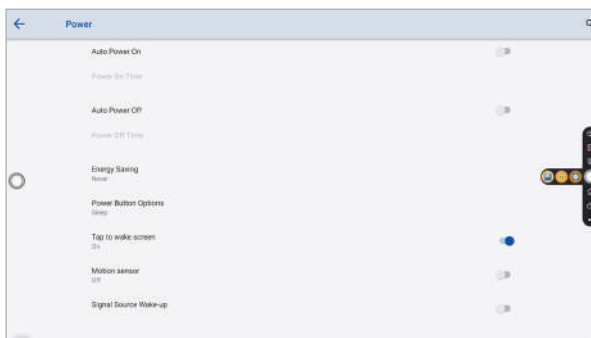 Power
Auto Power On
Power On Time
Auto Power Off
Power Off Time
Energy Saving
Never
Power Button Options
Sleep
Tap to wake screen
On
Motion sensor
Off
Signal Source Wake-up